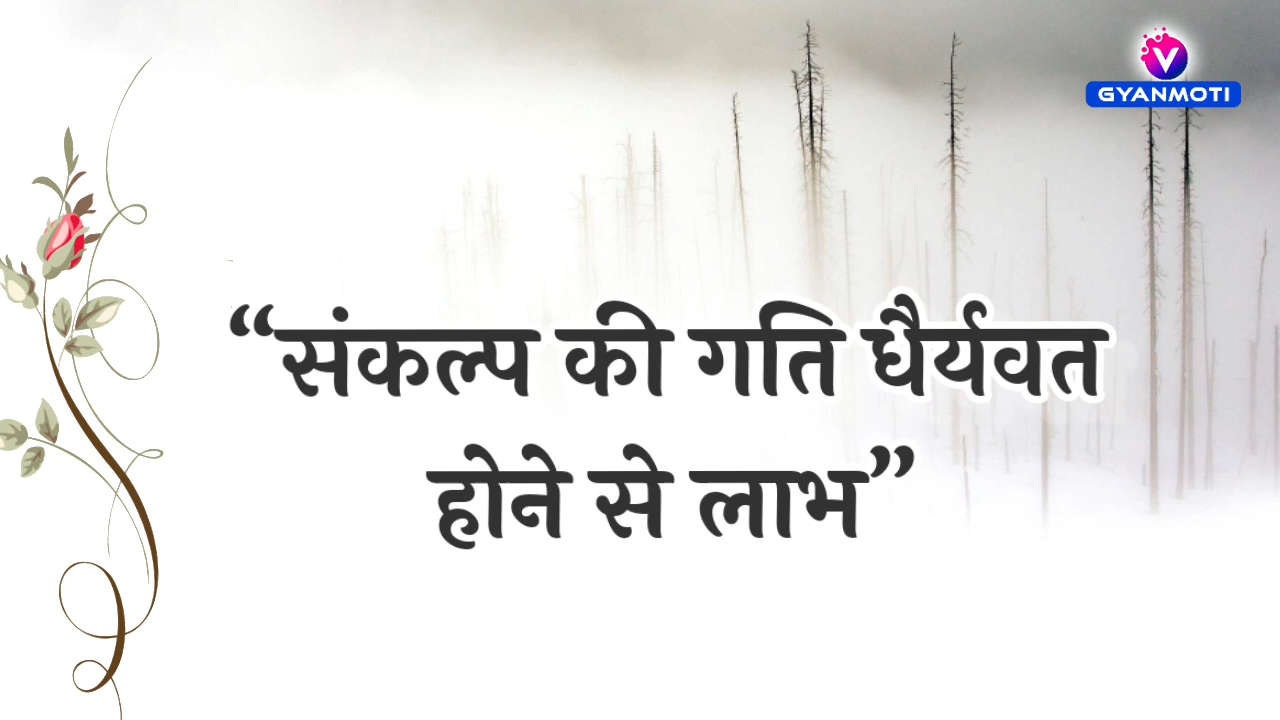 V
GYANMOTI
“संकल्प की गति धैर्यवत
होने से लाभ”